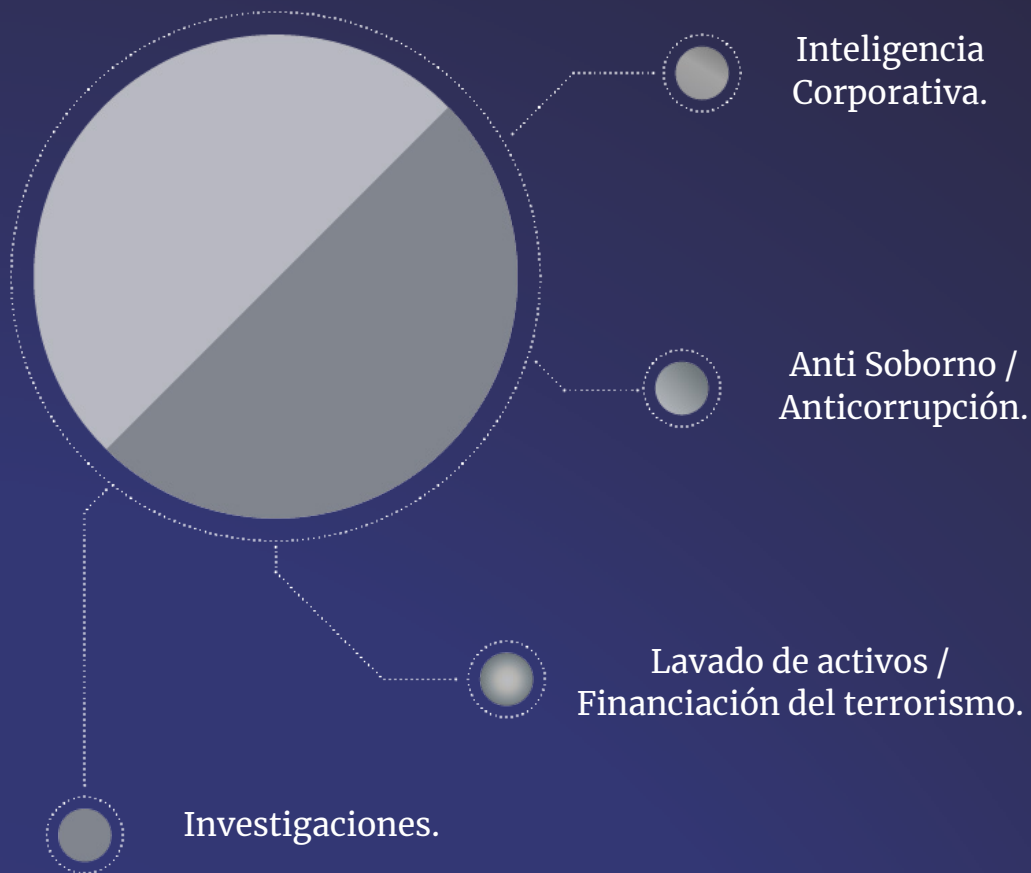 Inteligencia
Corporativa.
Anti Soborno /
Anticorrupción.
Lavado de activos /
Financiación del terrorismo.
Investigaciones.